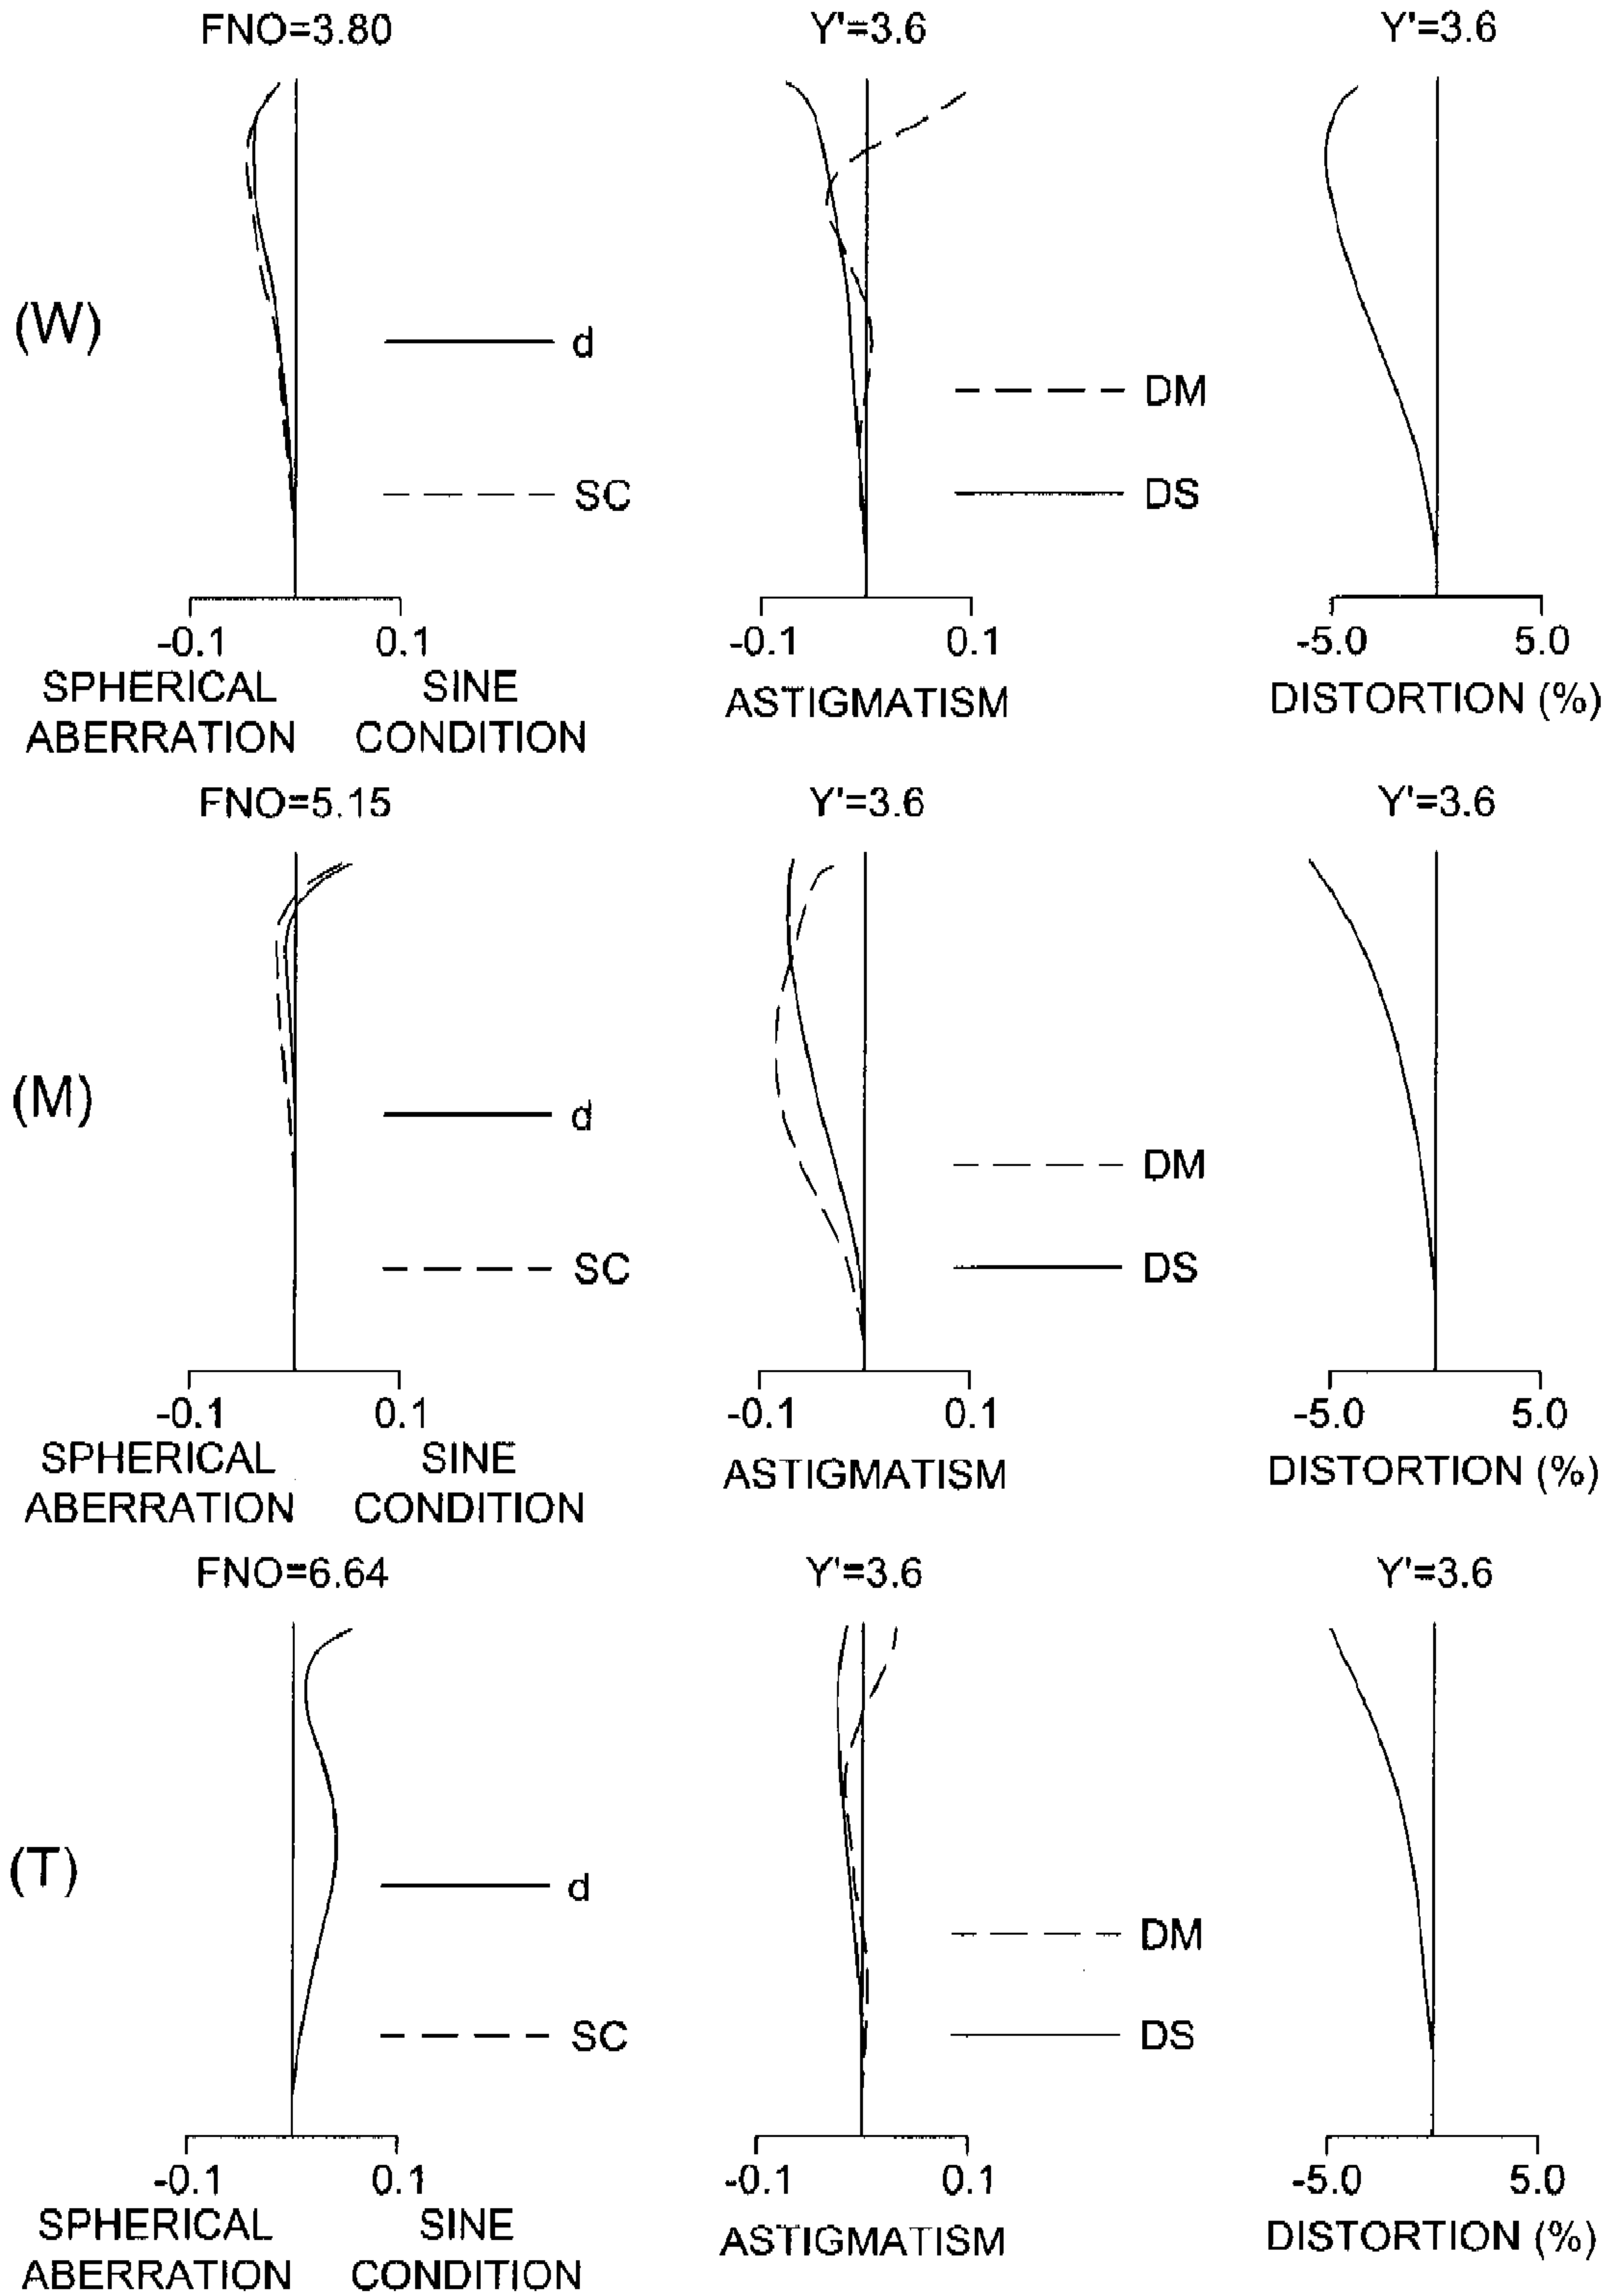 FNO=3.80
Y'=3.6
Y'=3.6
(W)
d
SC
DM
DS
-0.1
0.1
-0.1
0.1
-5.0
5.0
SPHERICAL
ABERRATION
SINE
CONDITION
ASTIGMATISM
DISTORTION (%)
FNO=5.15
Y'=3.6
Y'=3.6
(M)
d
SC
DM
DS
-0.1
0.1
-0.1
0.1
-5.0
5.0
SPHERICAL
ABERRATION
SINE
CONDITION
ASTIGMATISM
DISTORTION (%)
FNO=6.64
Y'=3.6
Y'=3.6
(T)
d
SC
DM
DS
-0.1
0.1
-0.1
0.1
-5.0
5.0
SPHERICAL
ABERRATION
SINE
CONDITION
ASTIGMATISM
DISTORTION (%)